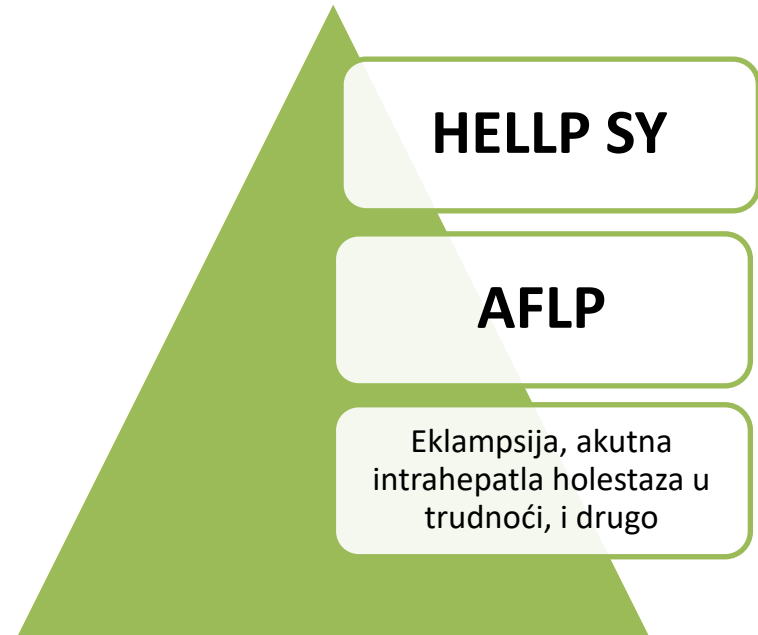 HELLP SY
AFLP
Eklampsija, akutna
intrahepatla holestaza u
trudnoći, i drugo